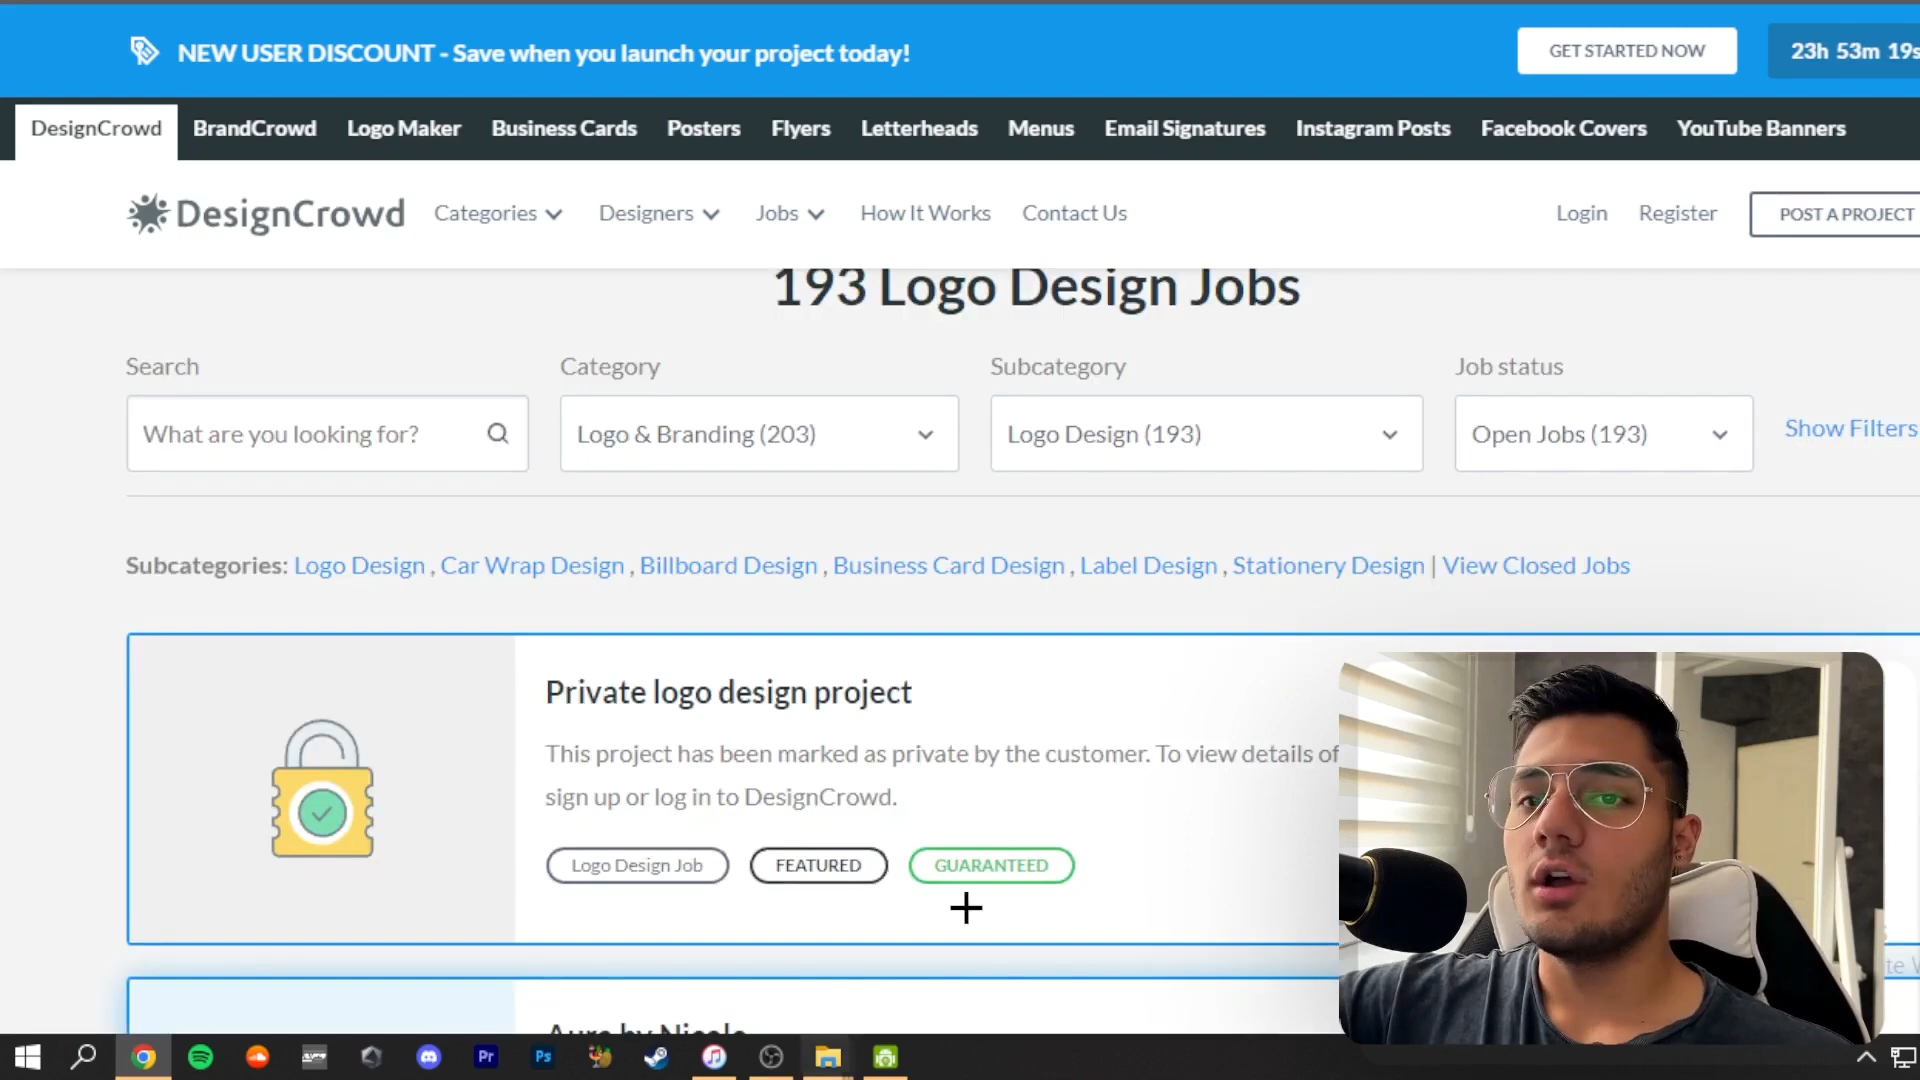 NEW USER DISCOUNT - Save when you launch your project today!
GET STARTED NOW
23h 53m 19s
DesignCrowd BrandCrowd Logo Maker Business Cards Posters Flyers Letterheads Menus Email Signatures Instagram Posts Facebook Covers YouTube Banners
DesignCrowd Categories Designers Jobs How It Works Contact Us Login Register POST A PROJECT
193 Logo Design Jobs
Search Category Subcategory Job status
What are you looking for? Logo & Branding (203) Logo Design (193) Open Jobs (193) Show Filters
Subcategories: Logo Design , Car Wrap Design , Billboard Design , Business Card Design , Label Design , Stationery Design | View Closed Jobs
Private logo design project
This project has been marked as private by the customer. To view details of
sign up or log in to DesignCrowd.
Logo Design Job FEATURED GUARANTEED
Aura by Nicole
Pr Ps